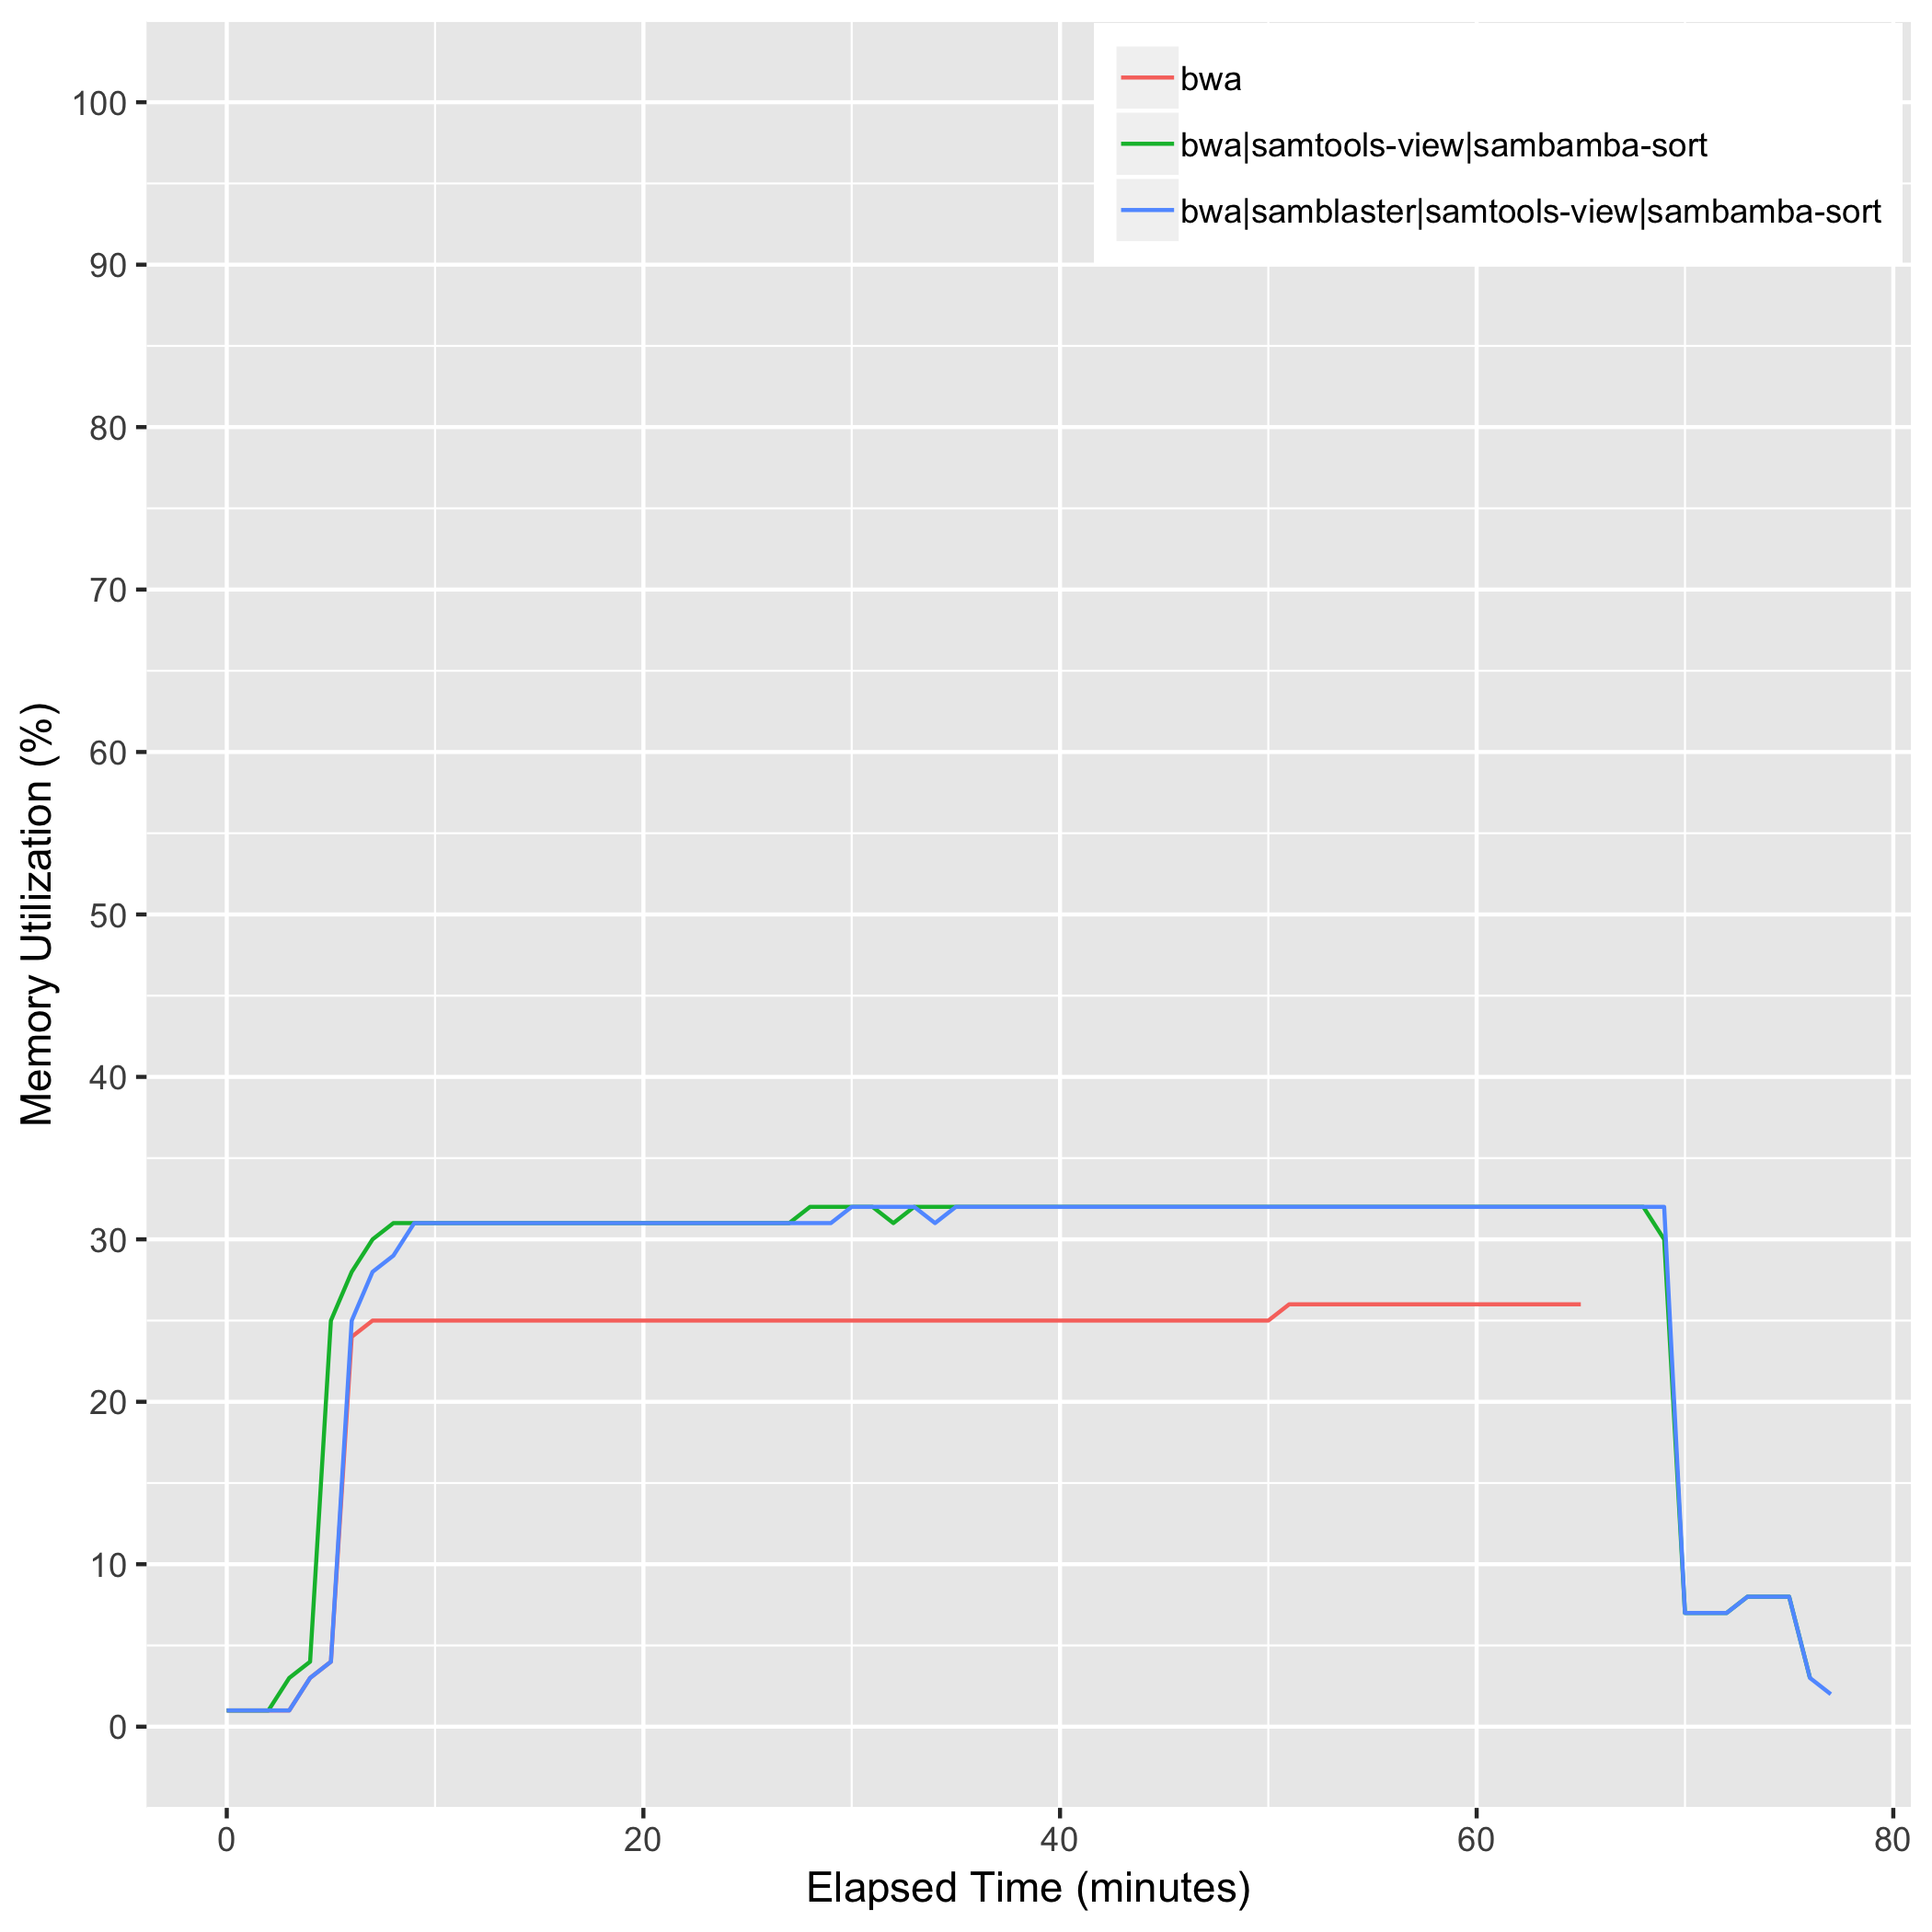 bwa
bwa|samtools-view|sambamba-sort
bwa|samblaster|samtools-view|sambamba-sort
100
90
80
70
60
50
40
30
20
10
0
Memory Utilization (%)
0 20 40 60 80
Elapsed Time (minutes)